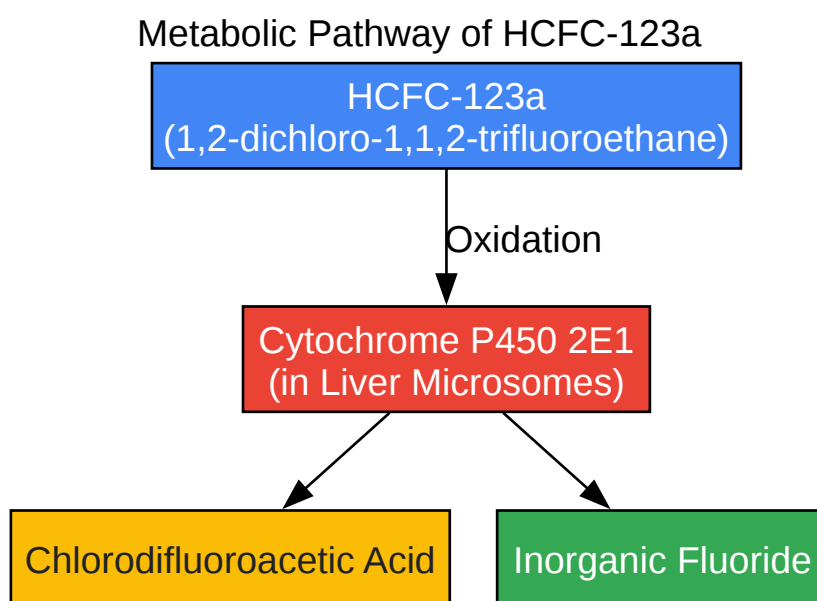 Metabolic Pathway of HCFC-123a
HCFC-123a
(1,2-dichloro-1,1,2-trifluoroethane)
Oxidation
Cytochrome P450 2E1
(in Liver Microsomes)
Chlorodifluoroacetic Acid
Inorganic Fluoride